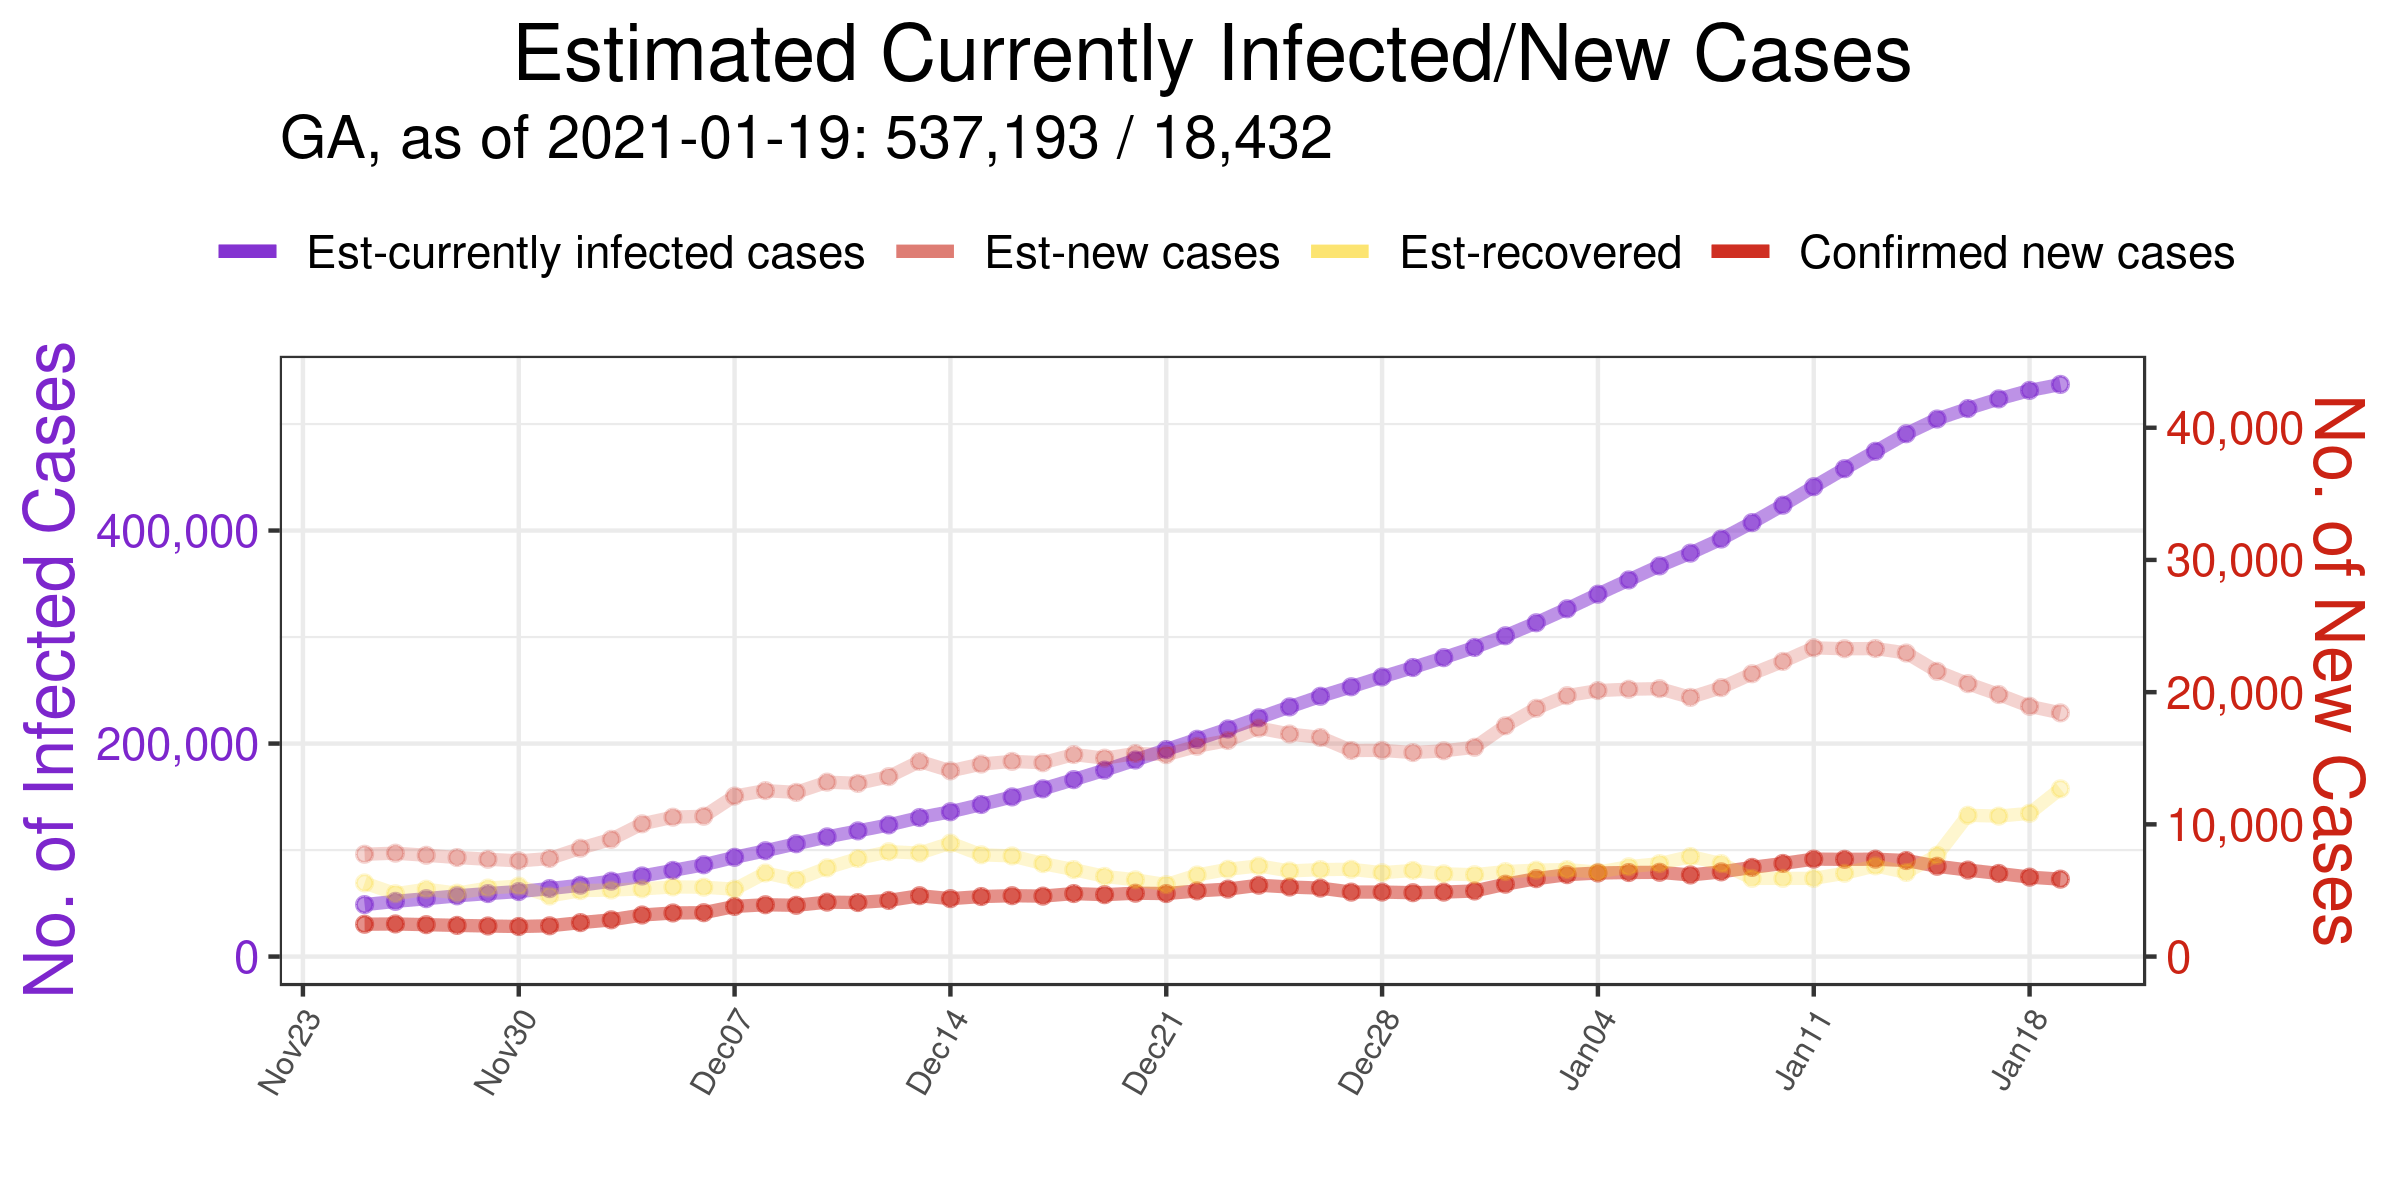 Estimated Currently Infected/New Cases
GA, as of 2021-01-19: 537,193 / 18,432
Est-currently infected cases Est-new cases Est-recovered Confirmed new cases
No. of Infected Cases
400,000
200,000
0
40,000
30,000
20,000
10,000
0
No. of New Cases
Nov23 Nov30 Dec07 Dec14 Dec21 Dec28 Jan04 Jan11 Jan18